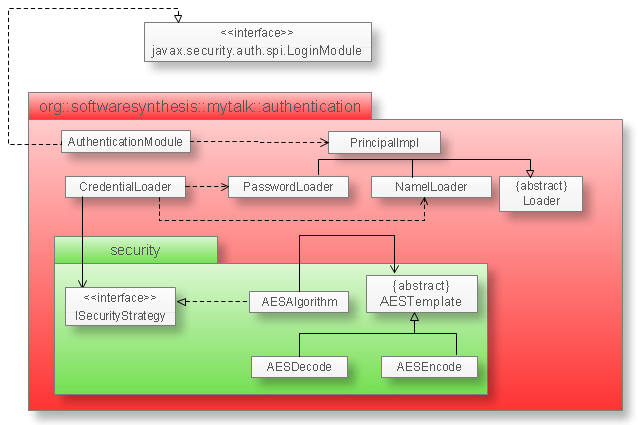 <<interface>>
javax.security.auth.spi.LoginModule
org::softwaresynthesis::mytalk::authentication
AuthenticationModule
PrincipalImpl
CredentialLoader
PasswordLoader
NamelLoader
{abstract}
Loader
security
<<interface>>
ISecurityStrategy
AESAlgorithm
{abstract}
AESTemplate
AESDecode
AESEncode